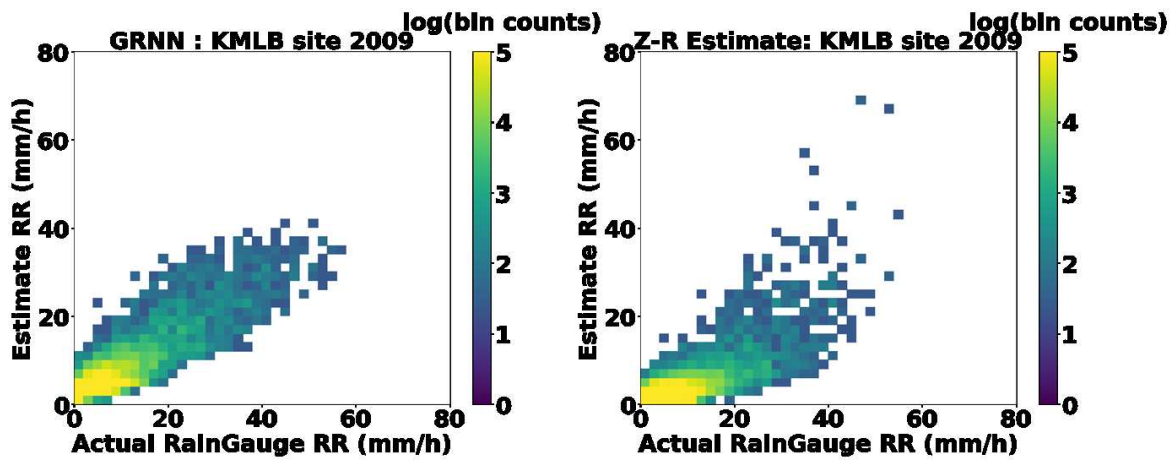 log(bin counts)
GRNN : KMLB site 2009
80
60
40
20
0
Estimate RR (mm/h)
0 20 40 60 80
Actual RainGauge RR (mm/h)
5
4
3
2
1
0
log(bin counts)
Z-R Estimate: KMLB site 2009
80
60
40
20
0
Estimate RR (mm/h)
0 20 40 60 80
Actual RainGauge RR (mm/h)
5
4
3
2
1
0